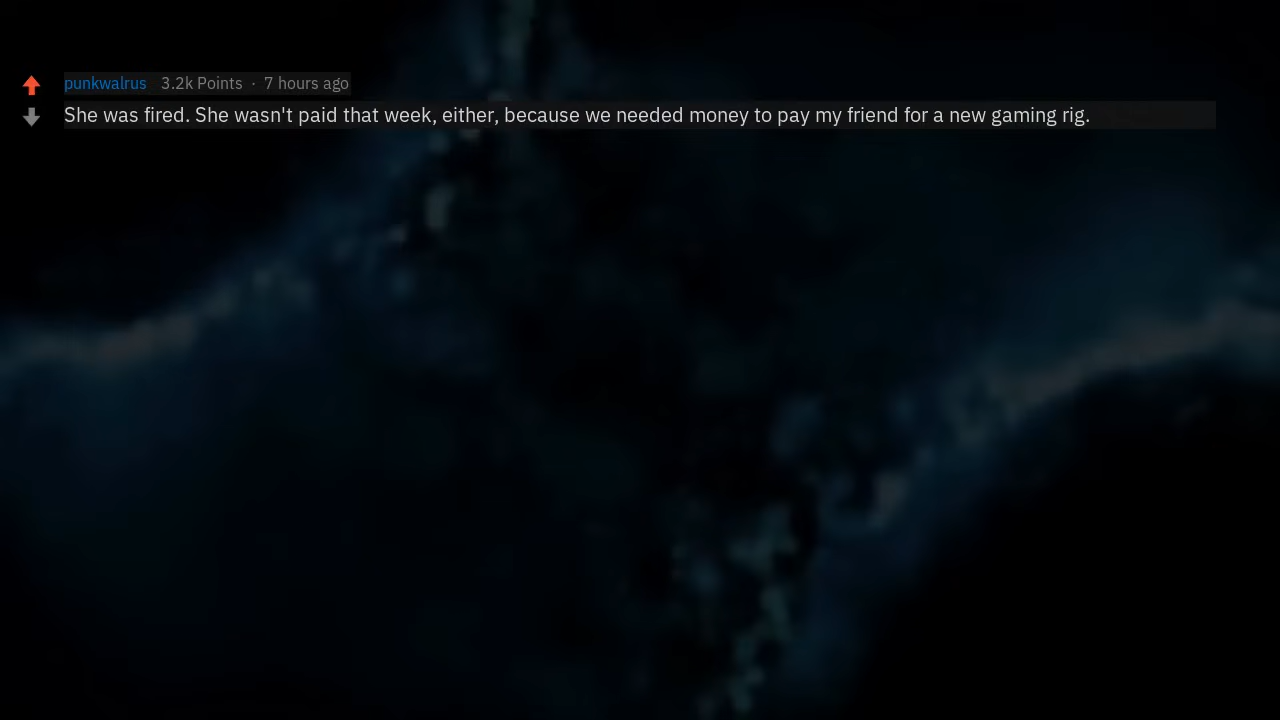 punkwalrus 3.2k Points · 7 hours ago
She was fired. She wasn't paid that week, either, because we needed money to pay my friend for a new gaming rig.